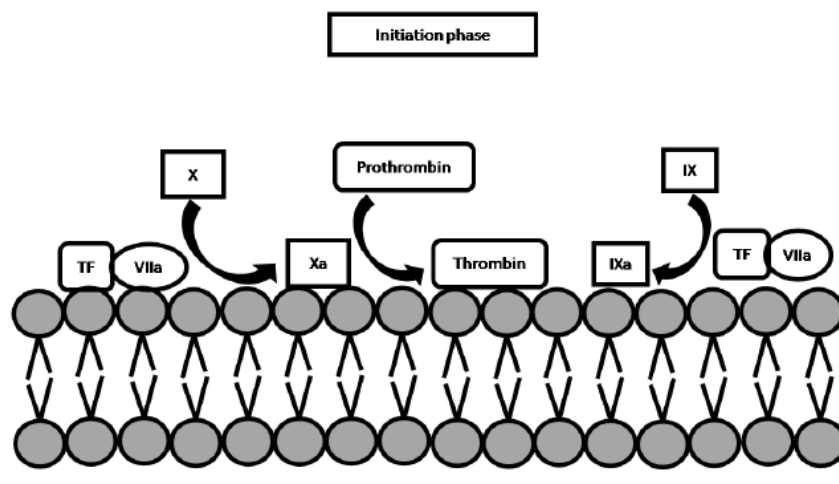 Initiation phase
X
Prothrombin
IX
TF
VIIa
Xa
Thrombin
IXa
TF
VIIa